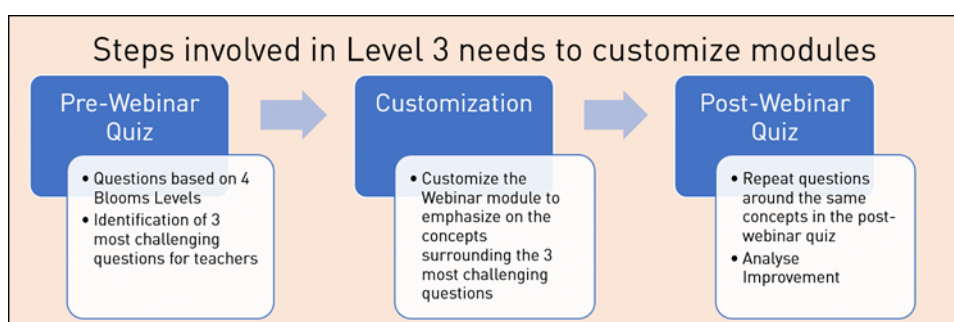 Steps involved in Level 3 needs to customize modules
Pre-Webinar
Quiz
• Questions based on 4
Blooms Levels
• Identification of 3
most challenging
questions for teachers
Customization
• Customize the
Webinar module to
emphasize on the
concepts
surrounding the 3
most challenging
questions
Post-Webinar
Quiz
• Repeat questions
around the same
concepts in the post-
webinar quiz
• Analyse
Improvement